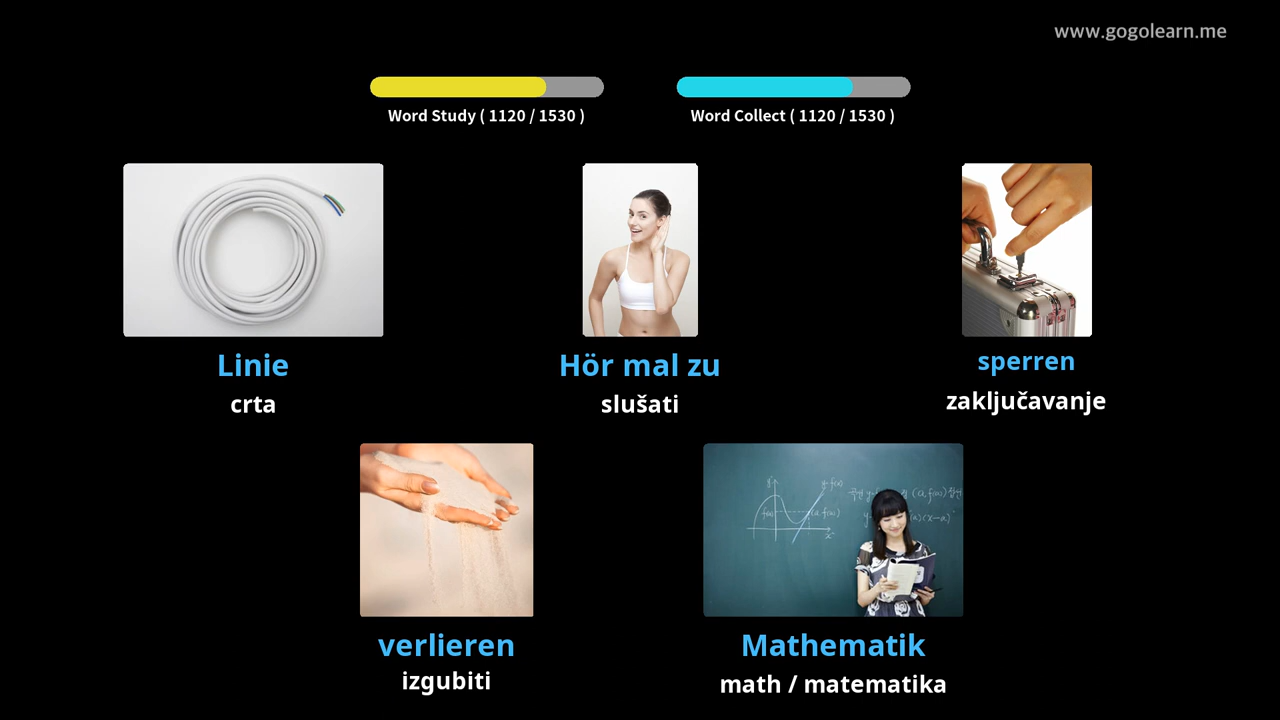 www.gogolearn.me
Word Study ( 1120 / 1530 )
Word Collect ( 1120 / 1530 )
Linie
crta
Hör mal zu
slušati
sperren
zaključavanje
verlieren
izgubiti
Mathematik
math / matematika